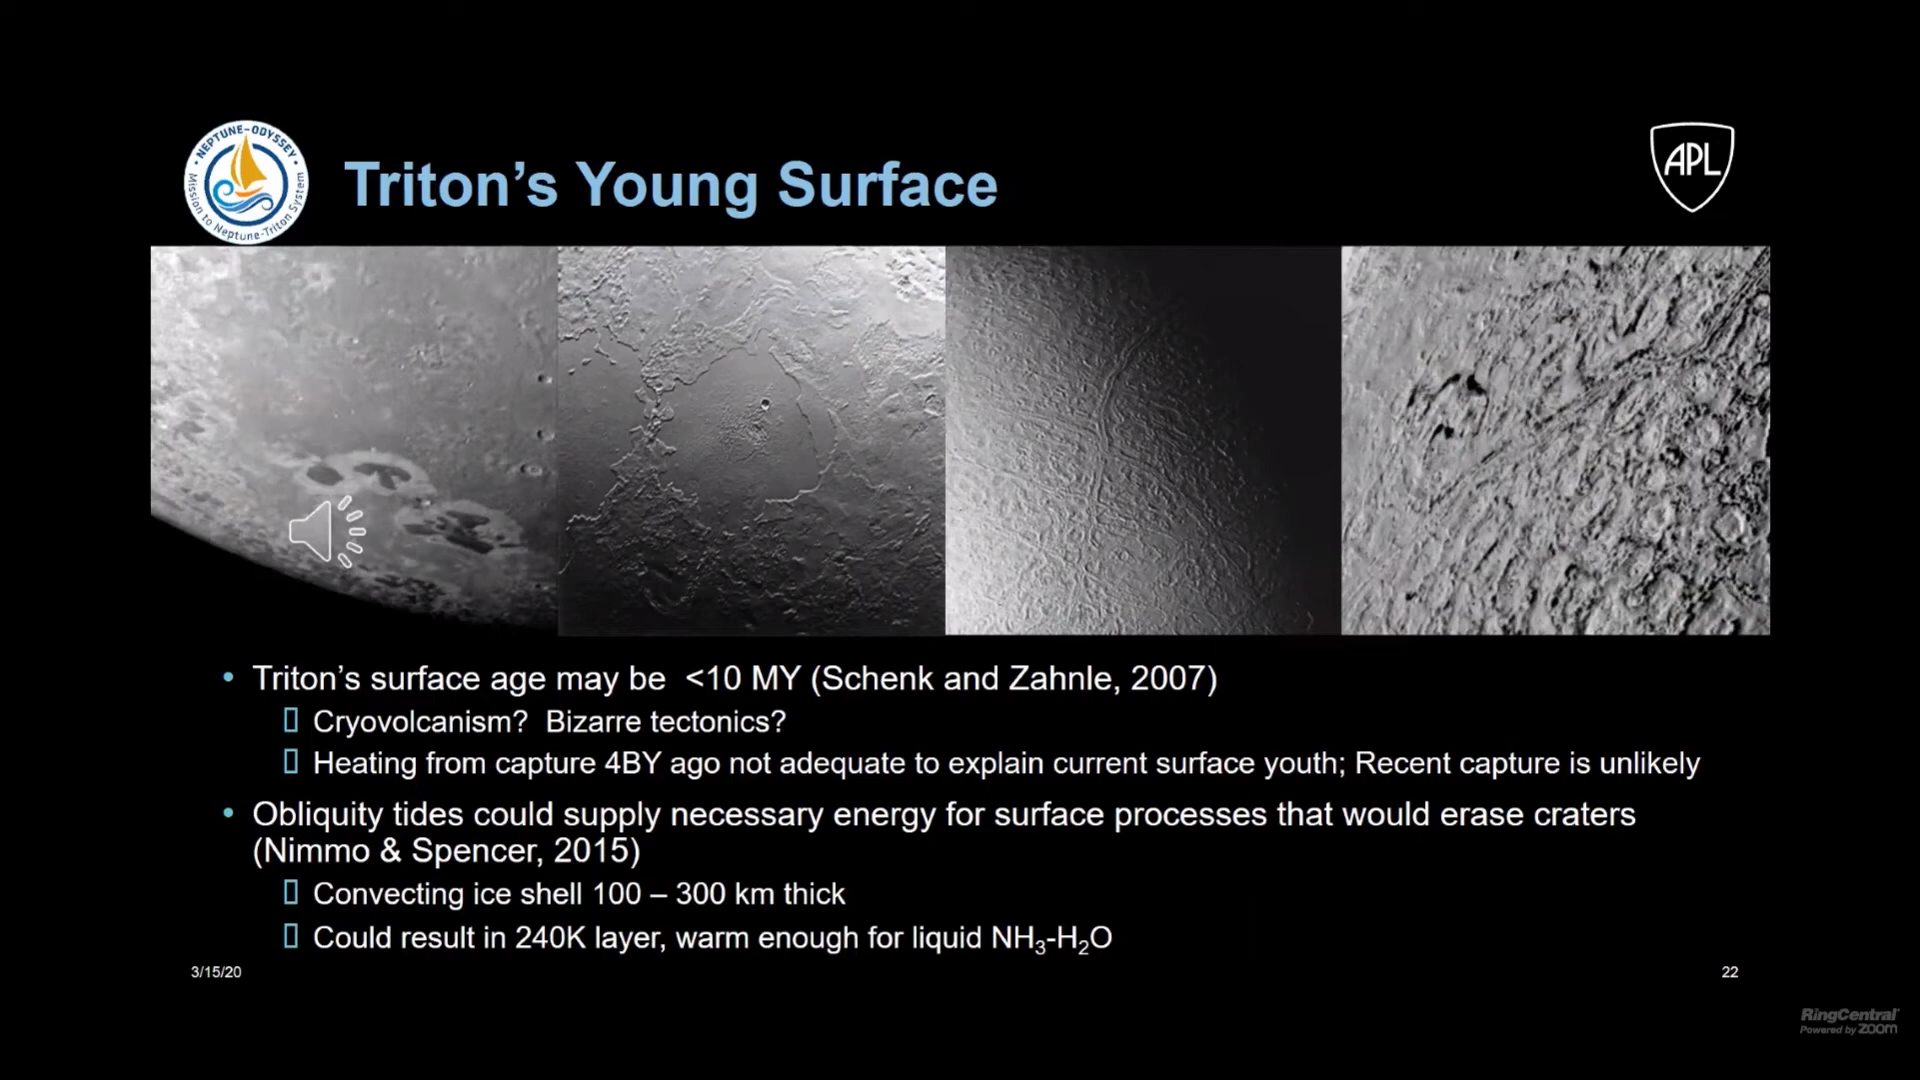 NEPTUNE-ODYSSEY
Mission to Neptune-Triton System
Triton’s Young Surface
APL
• Triton’s surface age may be <10 MY (Schenk and Zahnle, 2007)
Cryovolcanism? Bizarre tectonics?
Heating from capture 4BY ago not adequate to explain current surface youth; Recent capture is unlikely
• Obliquity tides could supply necessary energy for surface processes that would erase craters
(Nimmo & Spencer, 2015)
Convecting ice shell 100 – 300 km thick
Could result in 240K layer, warm enough for liquid NH₃-H₂O
3/15/20
22
RingCentral
Powered by zoom